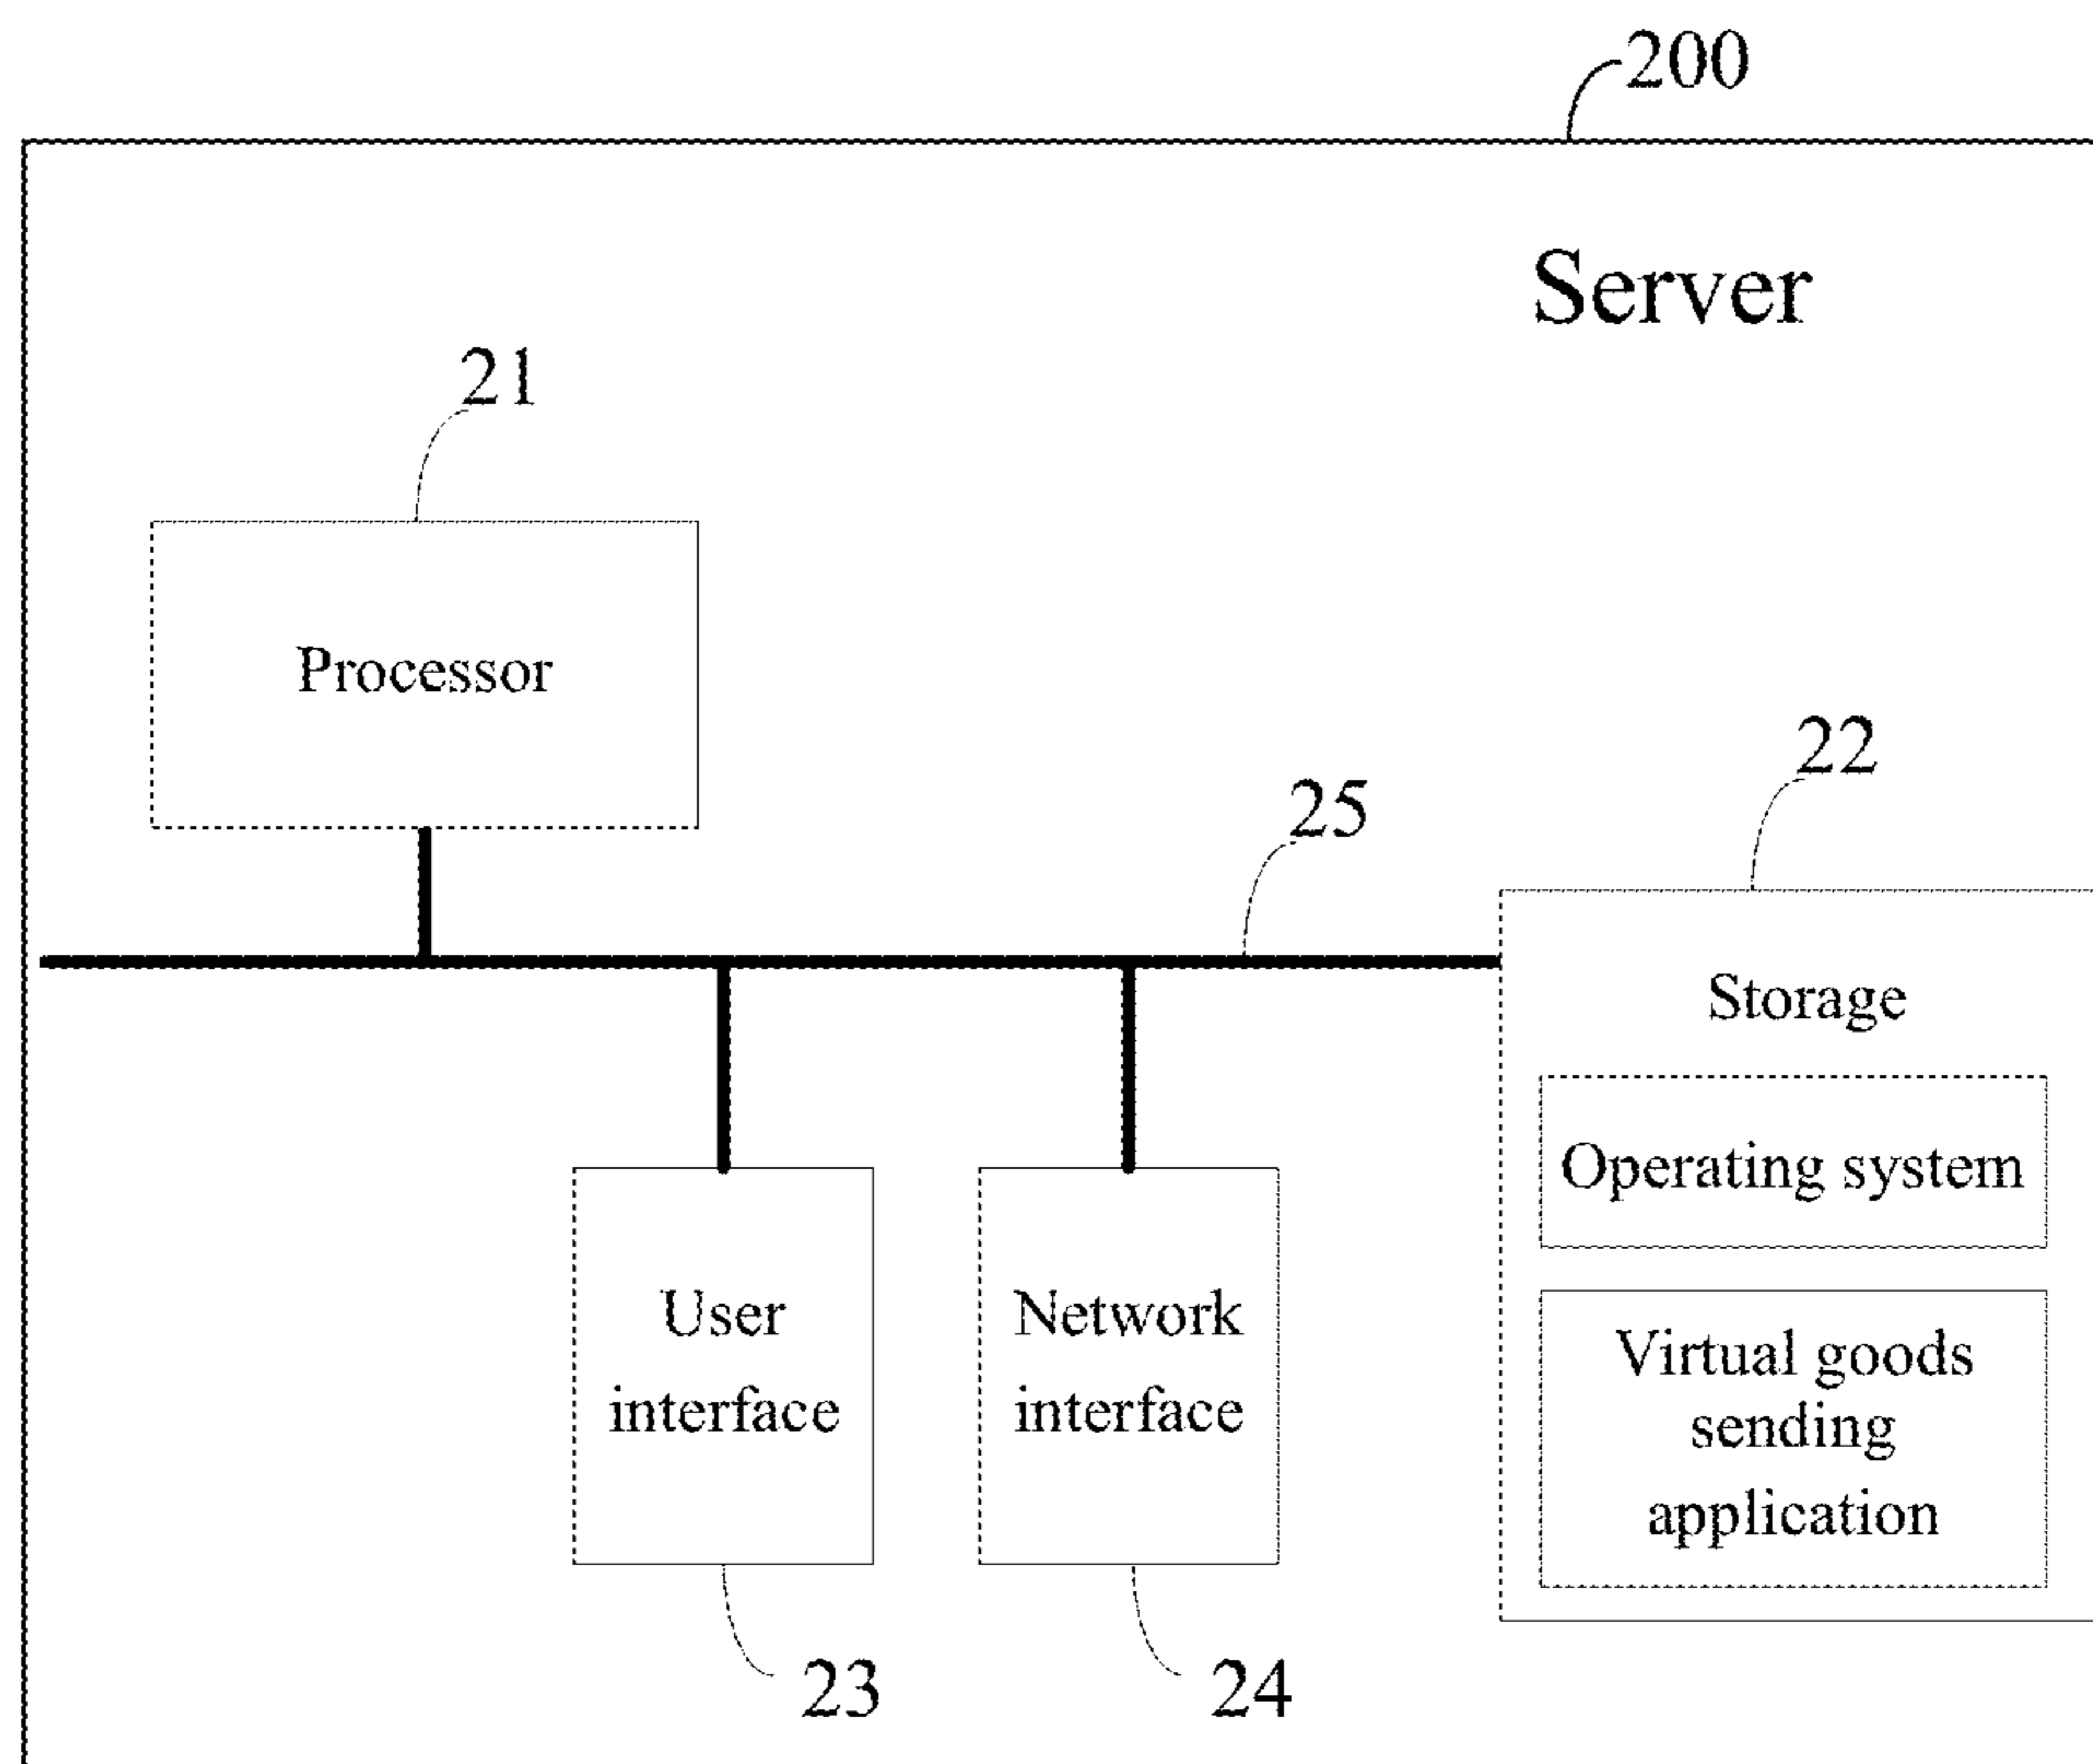 200
Server
21
Processor
22
25
Storage
Operating system
User
interface
Network
interface
Virtual goods
sending
application
23
24